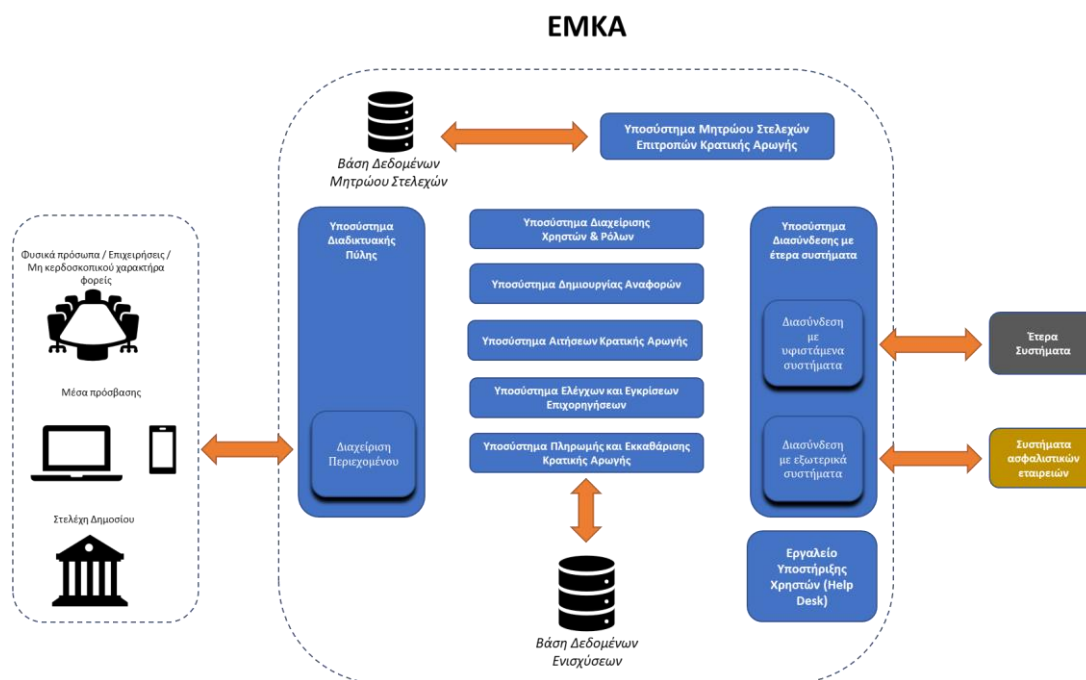 ΕΜΚΑ
Βάση Δεδομένων
Μητρώου Στελεχών
Υποσύστημα Μητρώου Στελεχών
Επιτροπών Κρατικής Αρωγής
Φυσικά πρόσωπα / Επιχειρήσεις /
Μη κερδοσκοπικού χαρακτήρα
φορείς
Μέσα πρόσβασης
Στελέχη Δημοσίου
Υποσύστημα
Διαδικτυακής
Πύλης
Διαχείριση
Περιεχομένου
Υποσύστημα Διαχείρισης
Χρηστών & Ρόλων
Υποσύστημα Δημιουργίας Αναφορών
Υποσύστημα Αιτήσεων Κρατικής Αρωγής
Υποσύστημα Ελέγχων και Εγκρίσεων
Επιχορηγήσεων
Υποσύστημα Πληρωμής και Εκκαθάρισης
Κρατικής Αρωγής
Βάση Δεδομένων
Ενισχύσεων
Υποσύστημα
Διασύνδεσης με
έτερα συστήματα
Διασύνδεση
με
υφιστάμενα
συστήματα
Διασύνδεση
με εξωτερικά
συστήματα
Εργαλείο
Υποστήριξης
Χρηστών (Help
Desk)
Έτερα
Συστήματα
Συστήματα
ασφαλιστικών
εταιρειών